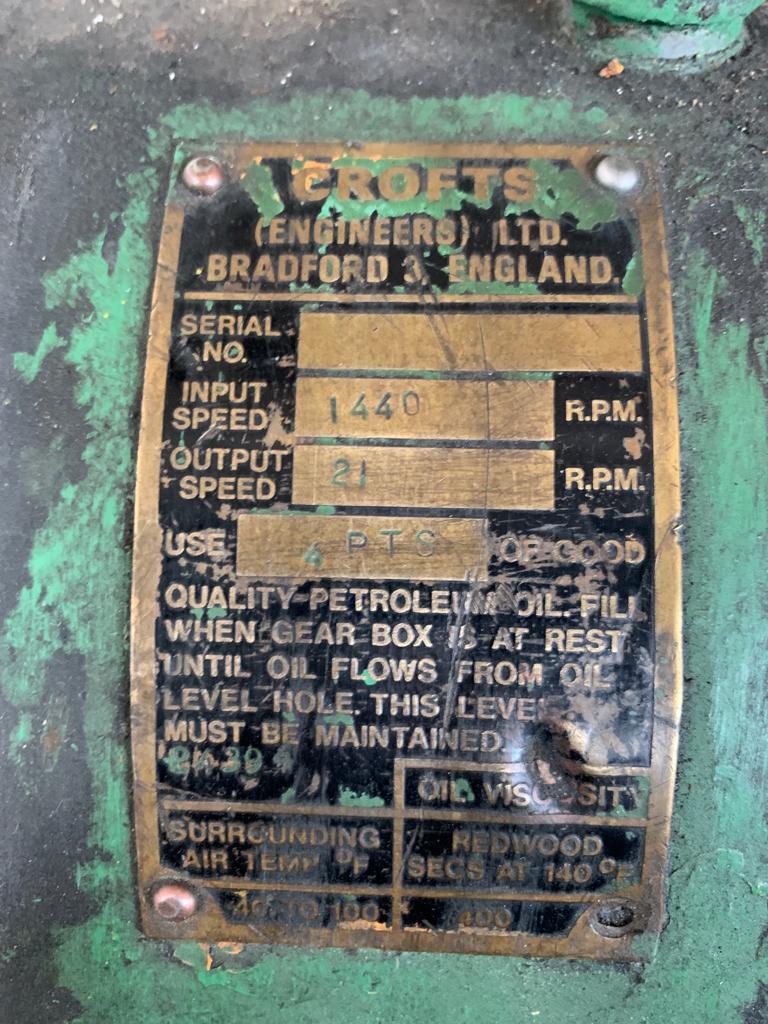 CROFTS
(ENGINEERS) LTD.
BRADFORD 3, ENGLAND.
SERIAL NO.
INPUT SPEED 1440 R.P.M.
OUTPUT SPEED 21 R.P.M.
USE 4 PTS OF GOOD
QUALITY PETROLEUM OIL. FILL
WHEN GEAR BOX IS AT REST
UNTIL OIL FLOWS FROM OIL
LEVEL HOLE. THIS LEVEL
MUST BE MAINTAINED.
OIL VISCOSITY
SURROUNDING AIR TEMP °F
REDWOOD SECS AT 140 °F
40 TO 100
400